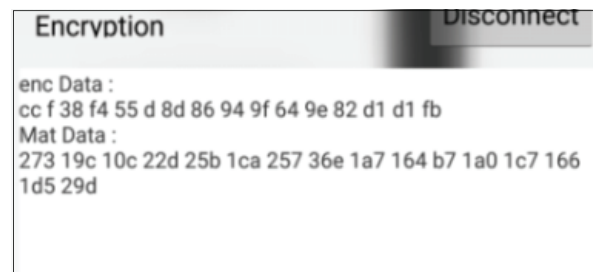 Disconnect
Encryption
enc Data :
cc f 38 f4 55 d 8d 86 94 9f 64 9e 82 d1 d1 fb
Mat Data :
273 19c 10c 22d 25b 1ca 257 36e 1a7 164 b7 1a0 1c7 166
1d5 29d